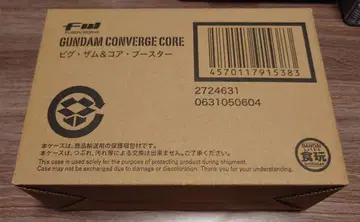 FW
FUSION WORKS
GUNDAM CONVERGE CORE
ビグ・ザム&コア・ブースター
4570117915383
2724631
0631050604
本ケースは、商品輸送用の保護梱包材です。
本ケースは、つぶれ、汚れ等による交換は出来ません。ご了承ください。
This case is used solely for the purpose of protecting product during shipment.
Case may not be exchanged due to damage or discoloration. Thank you for your understanding.
BANDAI
食玩